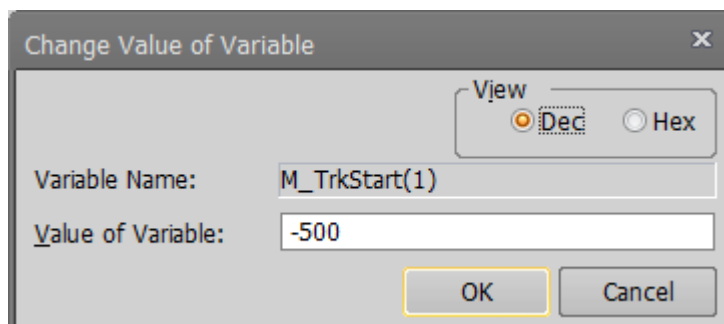 Change Value of Variable
View
Dec Hex
Variable Name: M_TrkStart(1)
Value of Variable: -500
OK Cancel